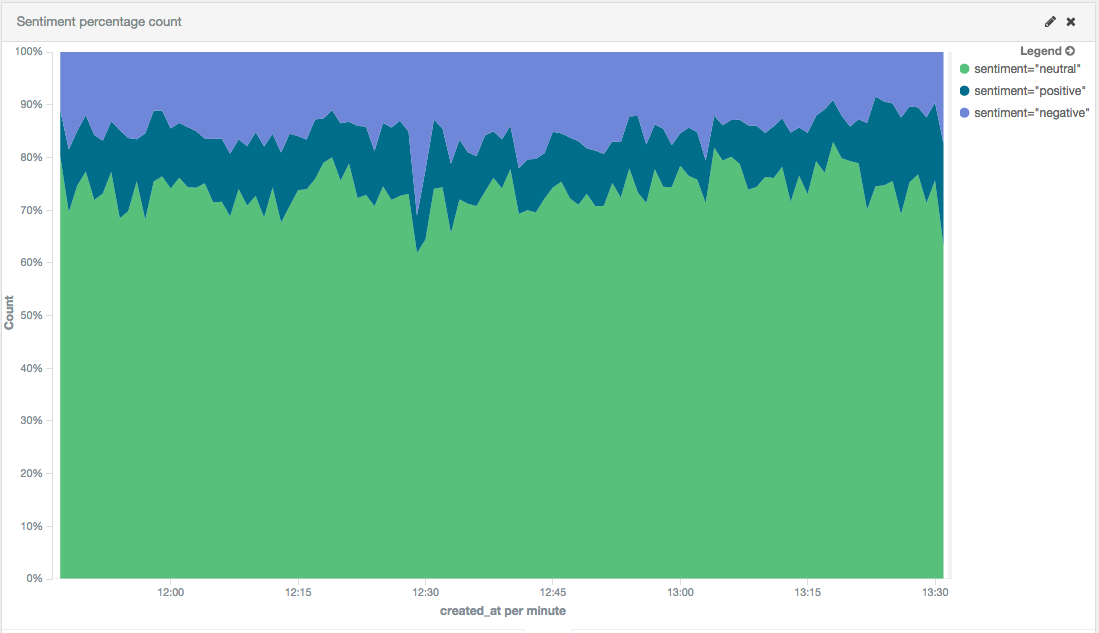 Sentiment percentage count
Legend
sentiment="neutral"
sentiment="positive"
sentiment="negative"
100%
90%
80%
70%
60%
50%
40%
30%
20%
10%
0%
Count
12:00 12:15 12:30 12:45 13:00 13:15 13:30
created_at per minute